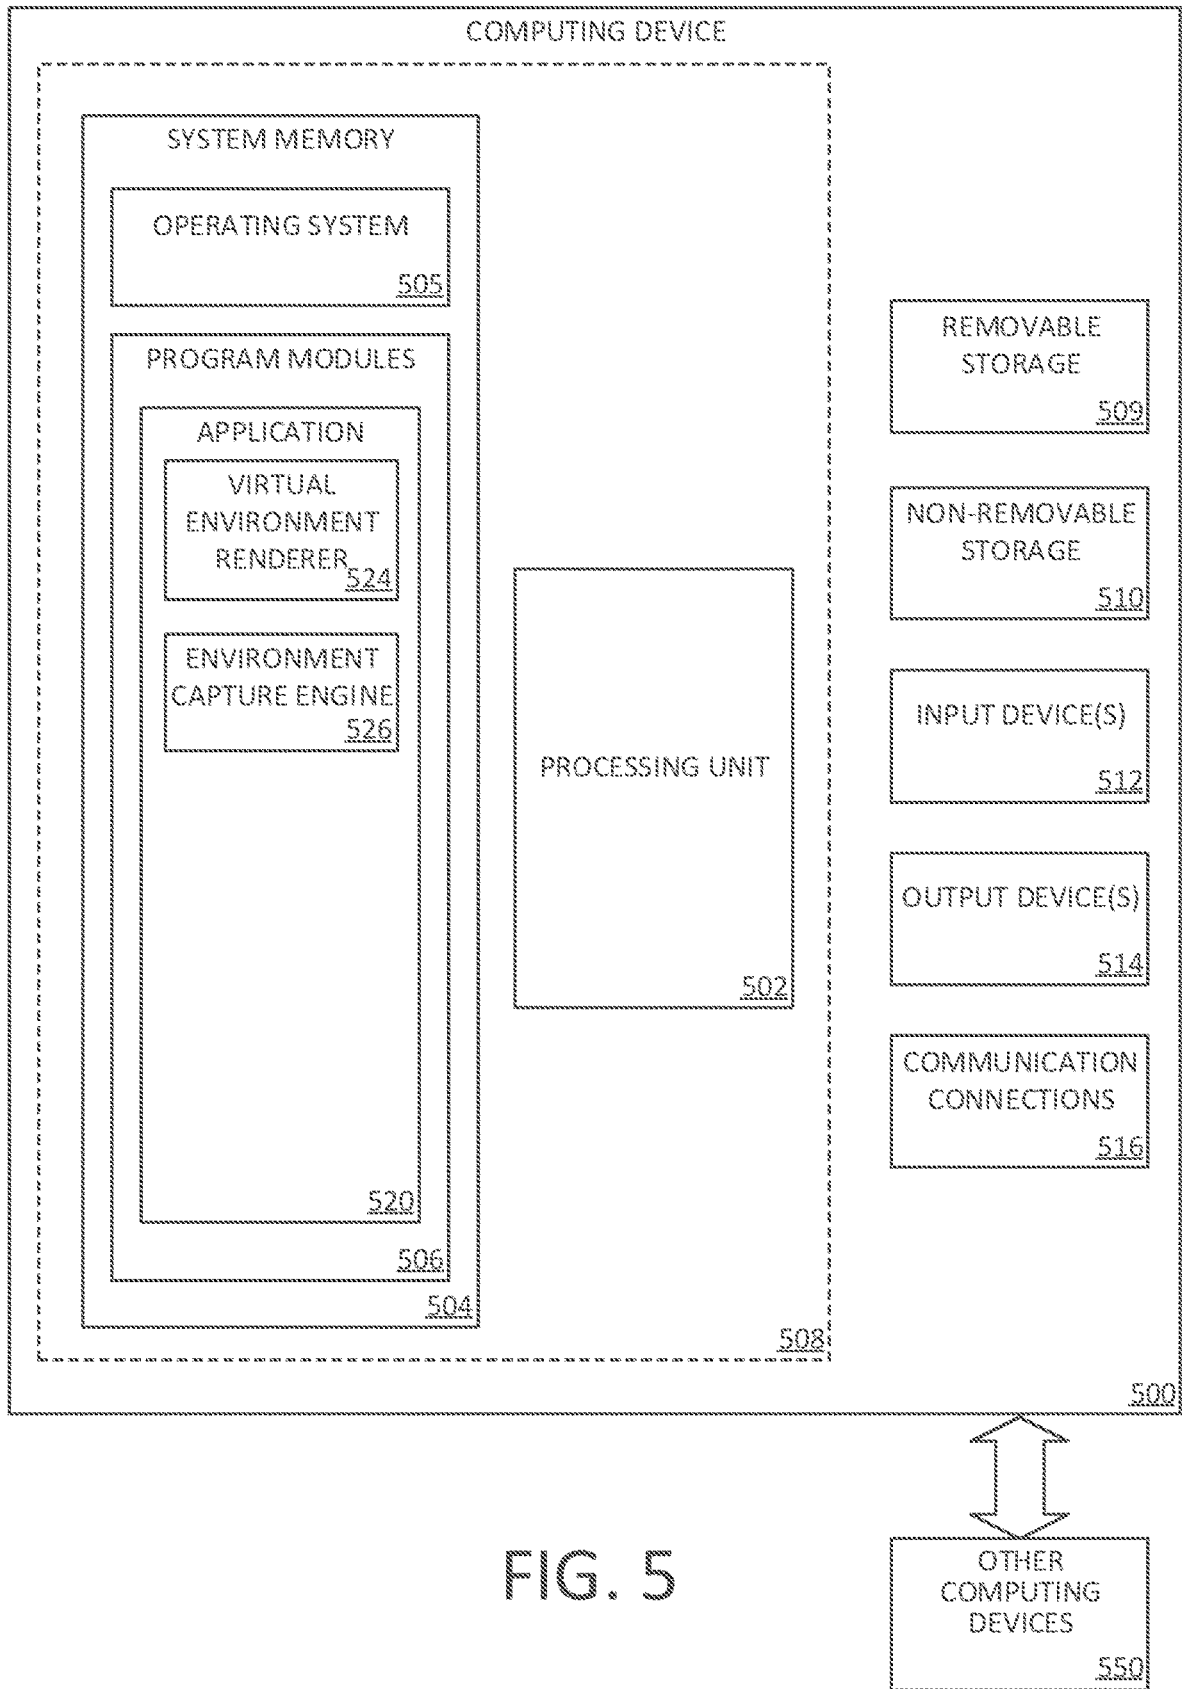 COMPUTING DEVICE
SYSTEM MEMORY
OPERATING SYSTEM
505
PROGRAM MODULES
APPLICATION
VIRTUAL
ENVIRONMENT
RENDERER
524
ENVIRONMENT
CAPTURE ENGINE
526
520
506
504
PROCESSING UNIT
502
508
REMOVABLE
STORAGE
509
NON-REMOVABLE
STORAGE
510
INPUT DEVICE(S)
512
OUTPUT DEVICE(S)
514
COMMUNICATION
CONNECTIONS
516
500
OTHER
COMPUTING
DEVICES
550
FIG. 5